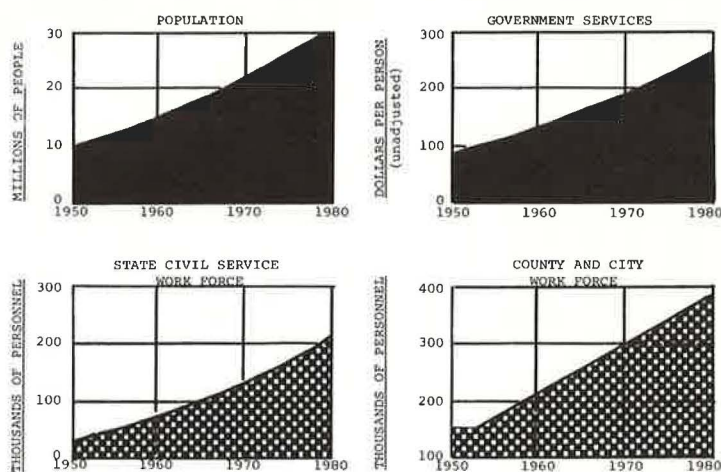 POPULATION
MILLIONS OF PEOPLE
30
20
10
0
1950 1960 1970 1980
GOVERNMENT SERVICES
DOLLARS PER PERSON
(unadjusted)
300
200
100
0
1950 1960 1970 1980
STATE CIVIL SERVICE
WORK FORCE
THOUSANDS OF PERSONNEL
300
200
100
0
1950 1960 1970 1980
COUNTY AND CITY
WORK FORCE
THOUSANDS OF PERSONNEL
400
300
200
100
1950 1960 1970 1980